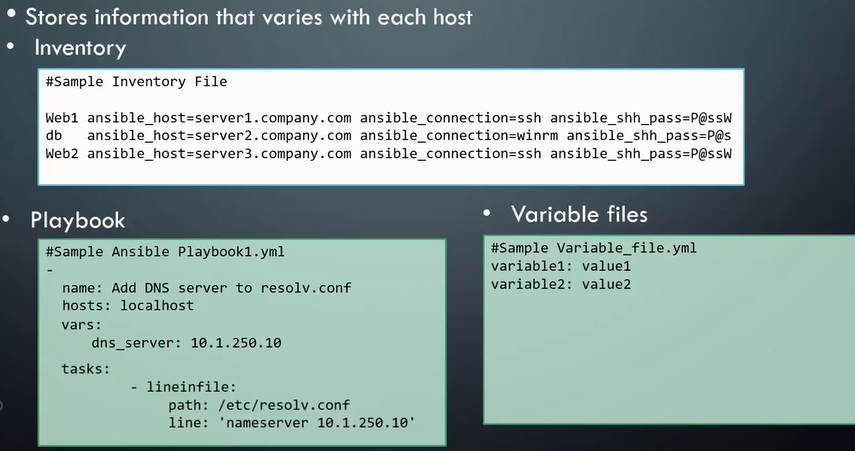 • Stores information that varies with each host
• Inventory
#Sample Inventory File
Web1 ansible_host=server1.company.com ansible_connection=ssh ansible_shh_pass=P@ssW
db   ansible_host=server2.company.com ansible_connection=winrm ansible_shh_pass=P@s
Web2 ansible_host=server3.company.com ansible_connection=ssh ansible_shh_pass=P@ssW
• Playbook
#Sample Ansible Playbook1.yml
-
  name: Add DNS server to resolv.conf
  hosts: localhost
  vars:
     dns_server: 10.1.250.10
  tasks:
          - lineinfile:
              path: /etc/resolv.conf
              line: 'nameserver 10.1.250.10'
• Variable files
#Sample Variable_file.yml
variable1: value1
variable2: value2